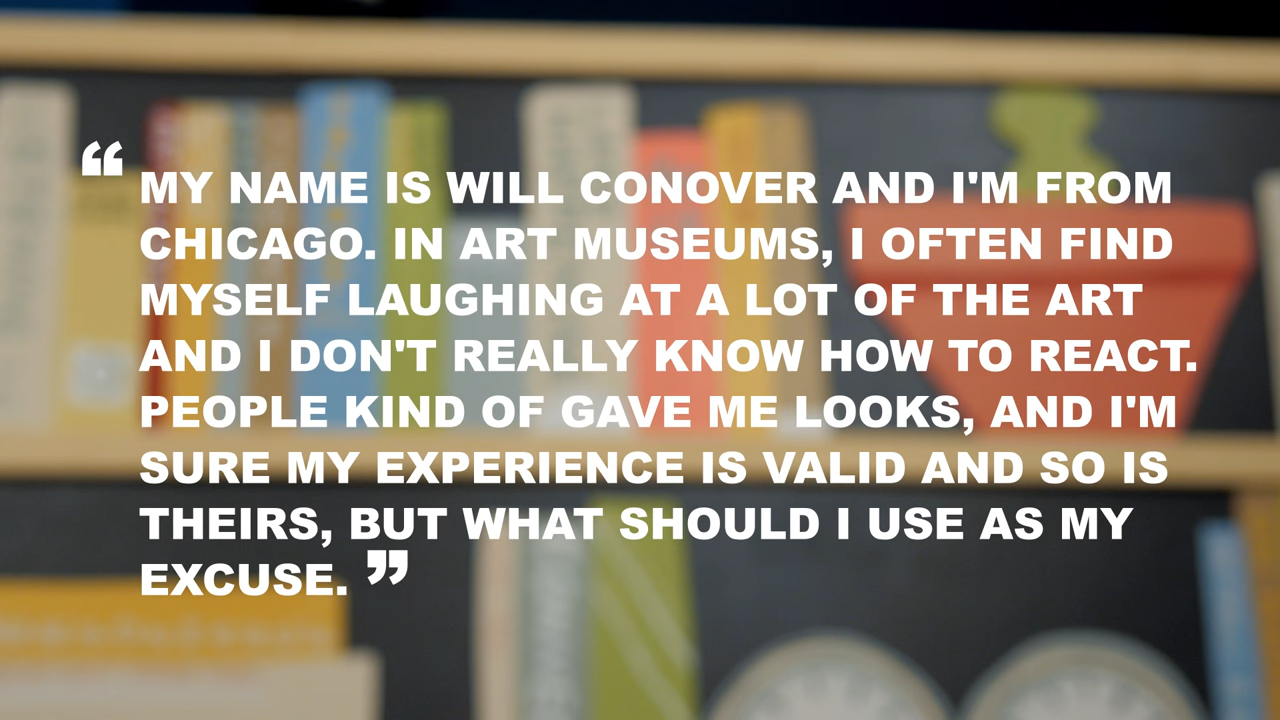 “ MY NAME IS WILL CONOVER AND I'M FROM
CHICAGO. IN ART MUSEUMS, I OFTEN FIND
MYSELF LAUGHING AT A LOT OF THE ART
AND I DON'T REALLY KNOW HOW TO REACT.
PEOPLE KIND OF GAVE ME LOOKS, AND I'M
SURE MY EXPERIENCE IS VALID AND SO IS
THEIRS, BUT WHAT SHOULD I USE AS MY
EXCUSE. ”